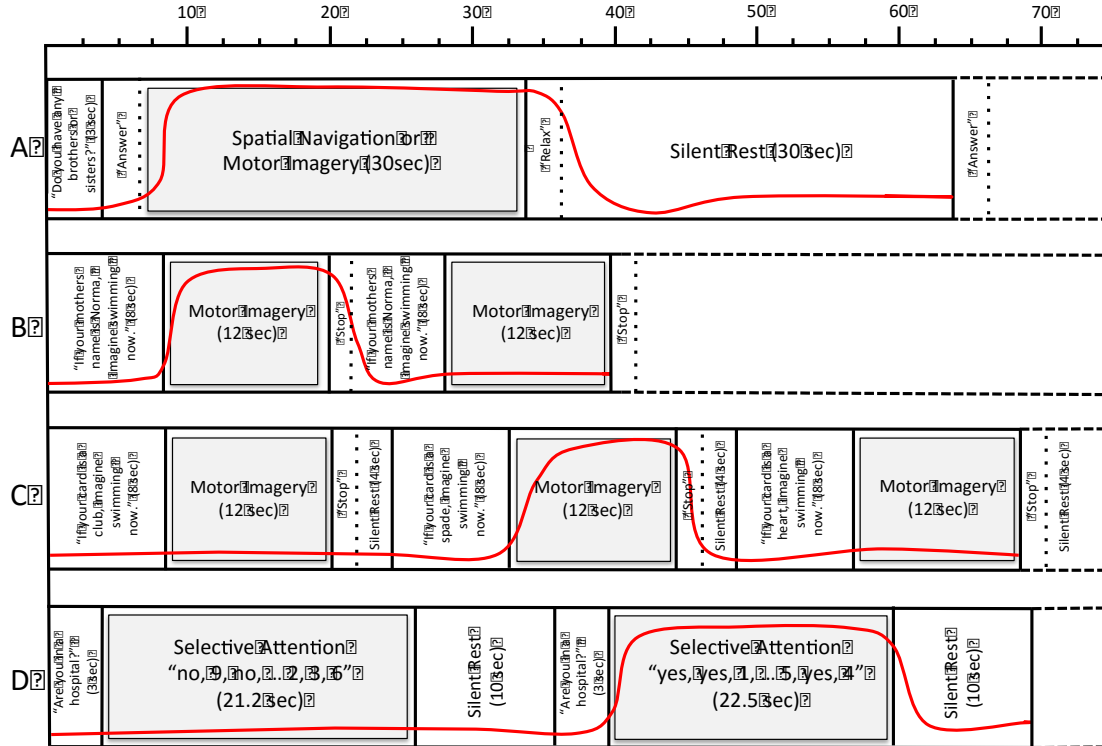 10
20
30
40
50
60
70
A
“Do you have any
brothers or
sisters?” (3 sec)
“Answer”
Spatial Navigation or
Motor Imagery (30sec)
“Relax”
Silent Rest (30 sec)
“Answer”
B
“If your mothers
name is Norma,
imagine swimming
now.” (8 sec)
Motor Imagery
(12 sec)
“Stop”
“If your mothers
name is Norma,
imagine swimming
now.” (8 sec)
Motor Imagery
(12 sec)
“Stop”
C
“If your card is a
club, imagine
swimming
now.” (8 sec)
Motor Imagery
(12 sec)
“Stop”
Silent Rest (4 sec)
“If your card is a
spade, imagine
swimming
now.” (8 sec)
Motor Imagery
(12 sec)
“Stop”
Silent Rest (4 sec)
“If your card is a
heart, imagine
swimming
now.” (8 sec)
Motor Imagery
(12 sec)
“Stop”
Silent Rest (4 sec)
D
“Are you in a
hospital?”
(3 sec)
Selective Attention
“no, 9, no, ... 2, 3, 6”
(21.2 sec)
Silent Rest
(10 sec)
“Are you in a
hospital?”
(3 sec)
Selective Attention
“yes, yes, 1, ... 5, yes, 4”
(22.5 sec)
Silent Rest
(10 sec)